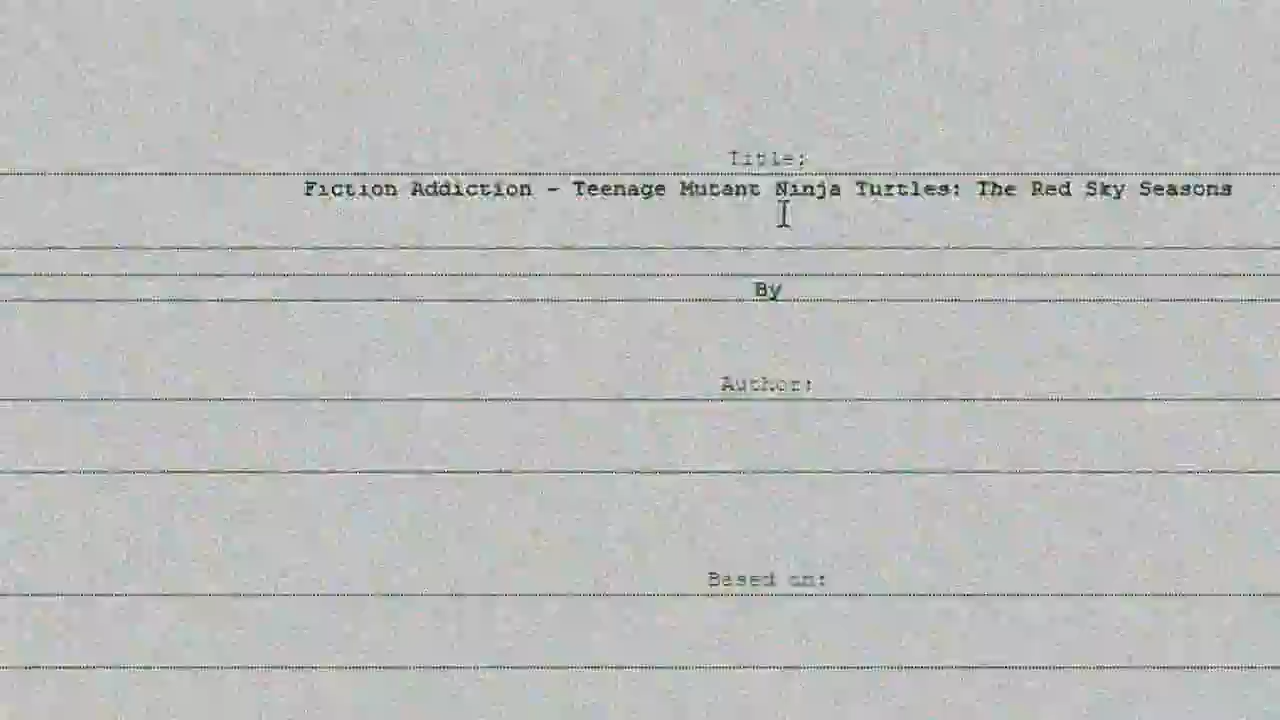 Title:
Fiction Addiction - Teenage Mutant Ninja Turtles: The Red Sky Seasons
By
Author:
Based on: